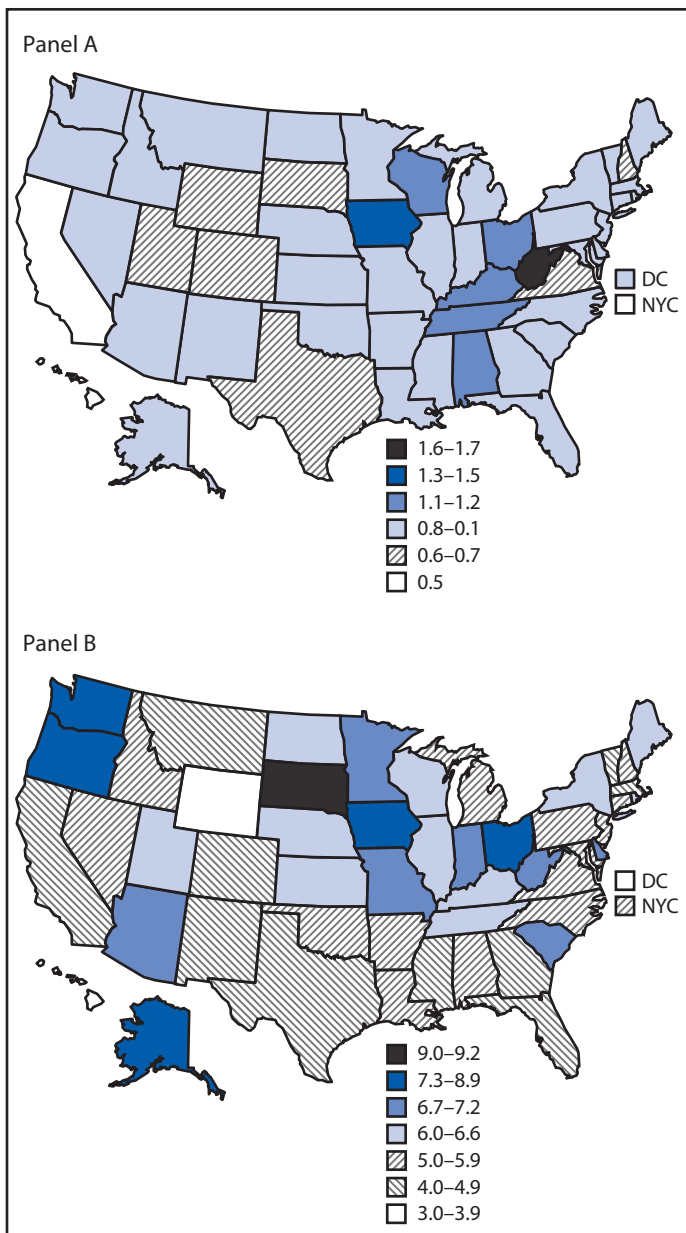 Panel A
DC
NYC
1.6–1.7
1.3–1.5
1.1–1.2
0.8–0.1
0.6–0.7
0.5
Panel B
DC
NYC
9.0–9.2
7.3–8.9
6.7–7.2
6.0–6.6
5.0–5.9
4.0–4.9
3.0–3.9